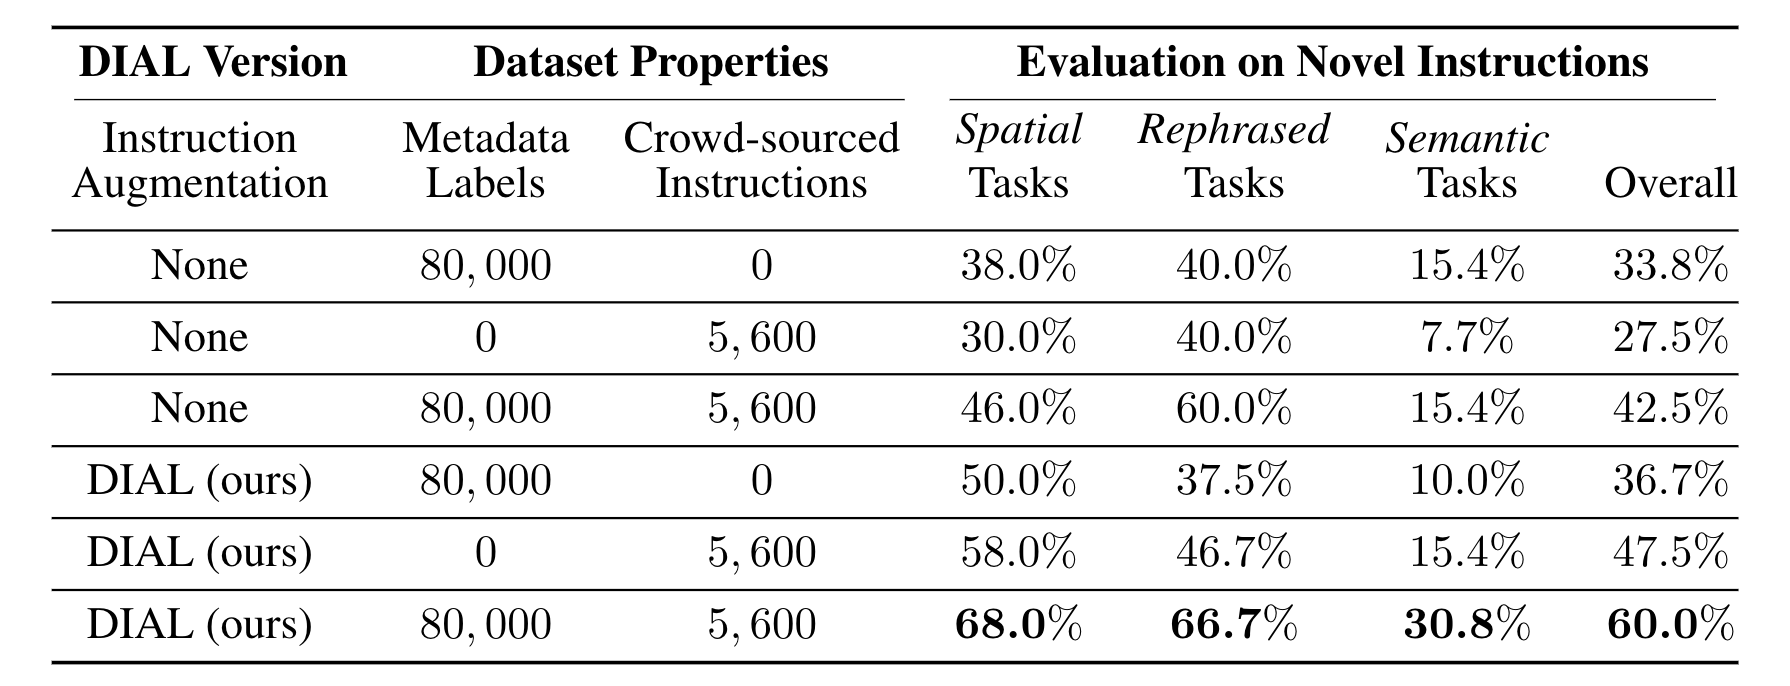 DIAL Version Dataset Properties Evaluation on Novel Instructions
Instruction Metadata Crowd-sourced Spatial Rephrased Semantic
Augmentation Labels Instructions Tasks Tasks Tasks Overall
None 80,000 0 38.0% 40.0% 15.4% 33.8%
None 0 5,600 30.0% 40.0% 7.7% 27.5%
None 80,000 5,600 46.0% 60.0% 15.4% 42.5%
DIAL (ours) 80,000 0 50.0% 37.5% 10.0% 36.7%
DIAL (ours) 0 5,600 58.0% 46.7% 15.4% 47.5%
DIAL (ours) 80,000 5,600 68.0% 66.7% 30.8% 60.0%